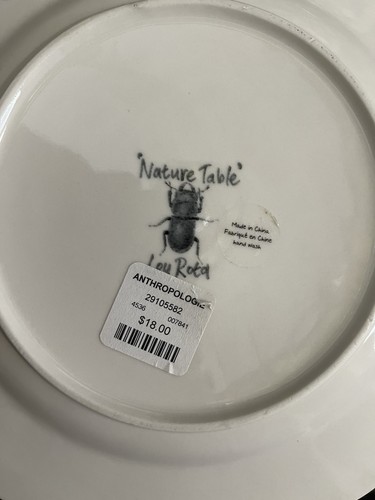 "Nature Table"
Made in China
Fabriqué en Chine
hand wash
Lou Rota
ANTHROPOLOGIE
29105582
4536 007841
$18.00